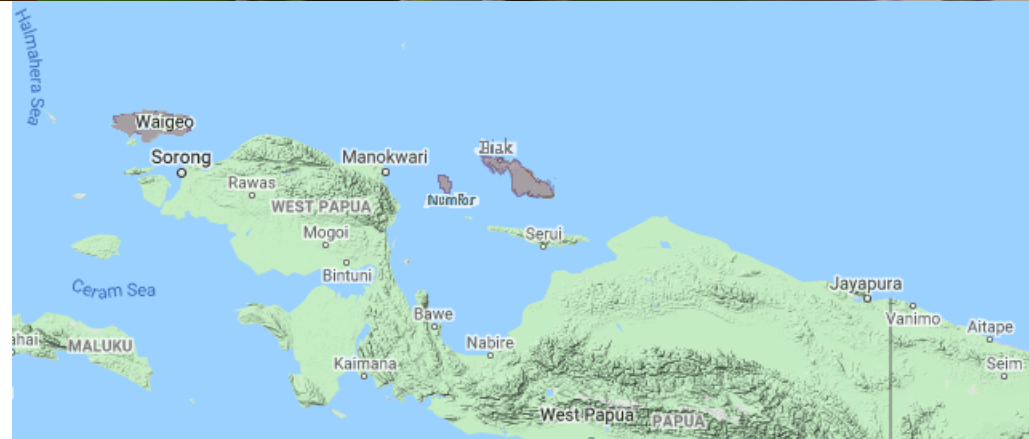 Halmahera Sea
Waigeo
Biak
Sorong
Manokwari
Rawas
Numfor
WEST PAPUA
Mogoi
Serui
Bintuni
Jayapura
Ceram Sea
Bawe
Vanimo
Aitape
ahai
MALUKU
Nabire
Kaimana
Seim
West Papua
PAPUA